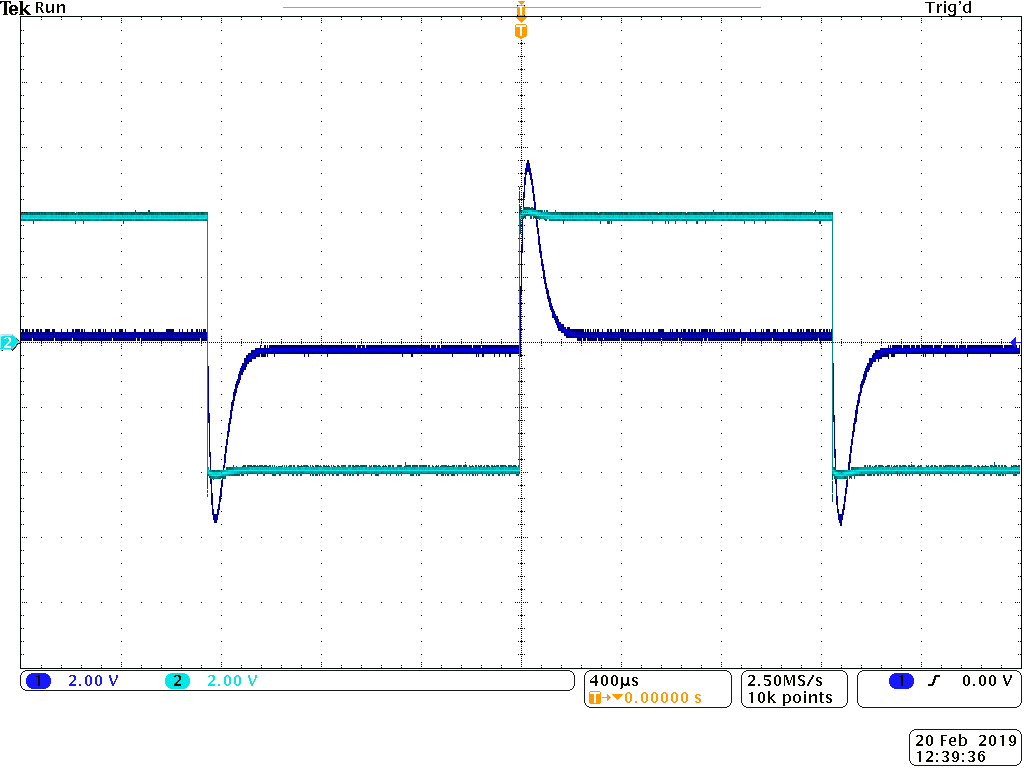 Tek Run Trig'd
T
T
2
1 2.00 V 2 2.00 V 400µs 2.50MS/s 1 0.00 V
T 0.00000 s 10k points
20 Feb 2019
12:39:36